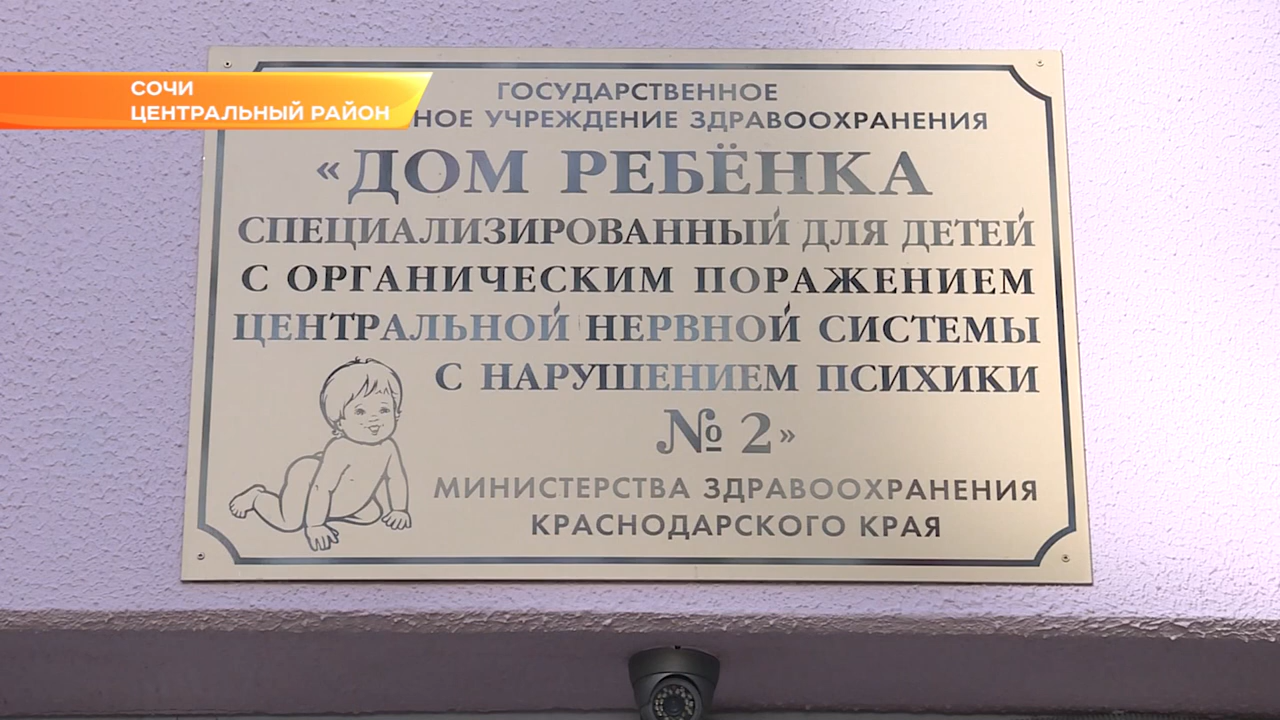 СОЧИ
ЦЕНТРАЛЬНЫЙ РАЙОН
ГОСУДАРСТВЕННОЕ
УЧРЕЖДЕНИЕ ЗДРАВООХРАНЕНИЯ
«ДОМ РЕБЁНКА
СПЕЦИАЛИЗИРОВАННЫЙ ДЛЯ ДЕТЕЙ
С ОРГАНИЧЕСКИМ ПОРАЖЕНИЕМ
ЦЕНТРАЛЬНОЙ НЕРВНОЙ СИСТЕМЫ
С НАРУШЕНИЕМ ПСИХИКИ
№ 2»
МИНИСТЕРСТВА ЗДРАВООХРАНЕНИЯ
КРАСНОДАРСКОГО КРАЯ